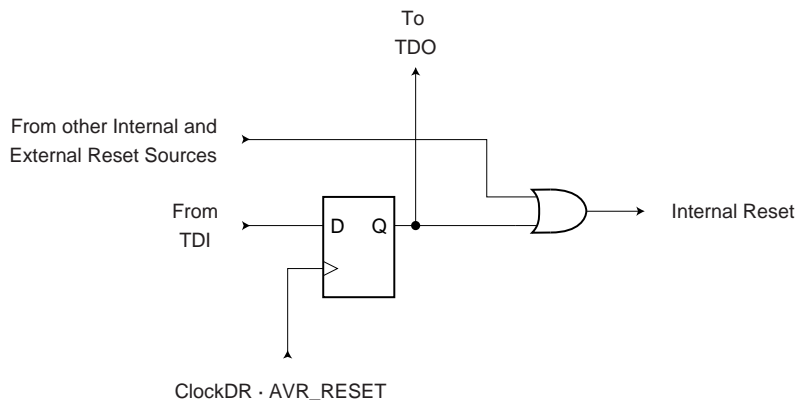 To
TDO
From other Internal and
External Reset Sources
From
TDI
D Q
Internal Reset
ClockDR · AVR_RESET